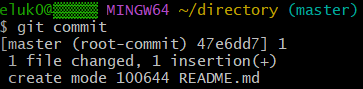 eluk0@▒▒▒▒▒ MINGW64 ~/directory (master)
$ git commit
[master (root-commit) 47e6dd7] 1
 1 file changed, 1 insertion(+)
 create mode 100644 README.md